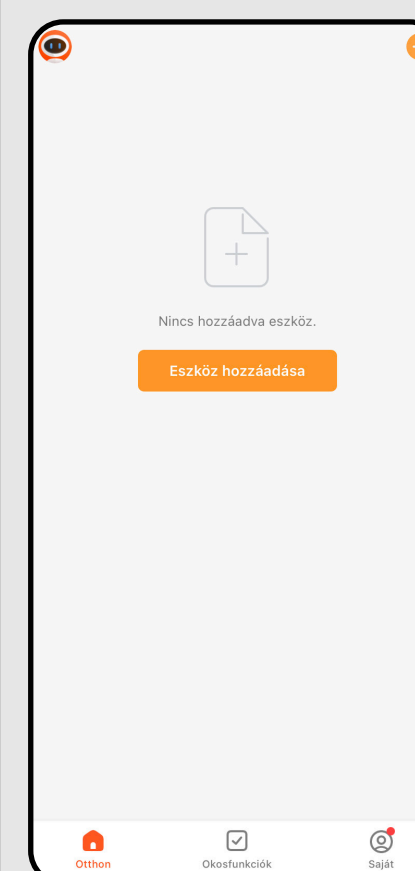 Nincs hozzáadva eszköz.
Eszköz hozzáadása
Otthon
Okosfunkciók
Saját